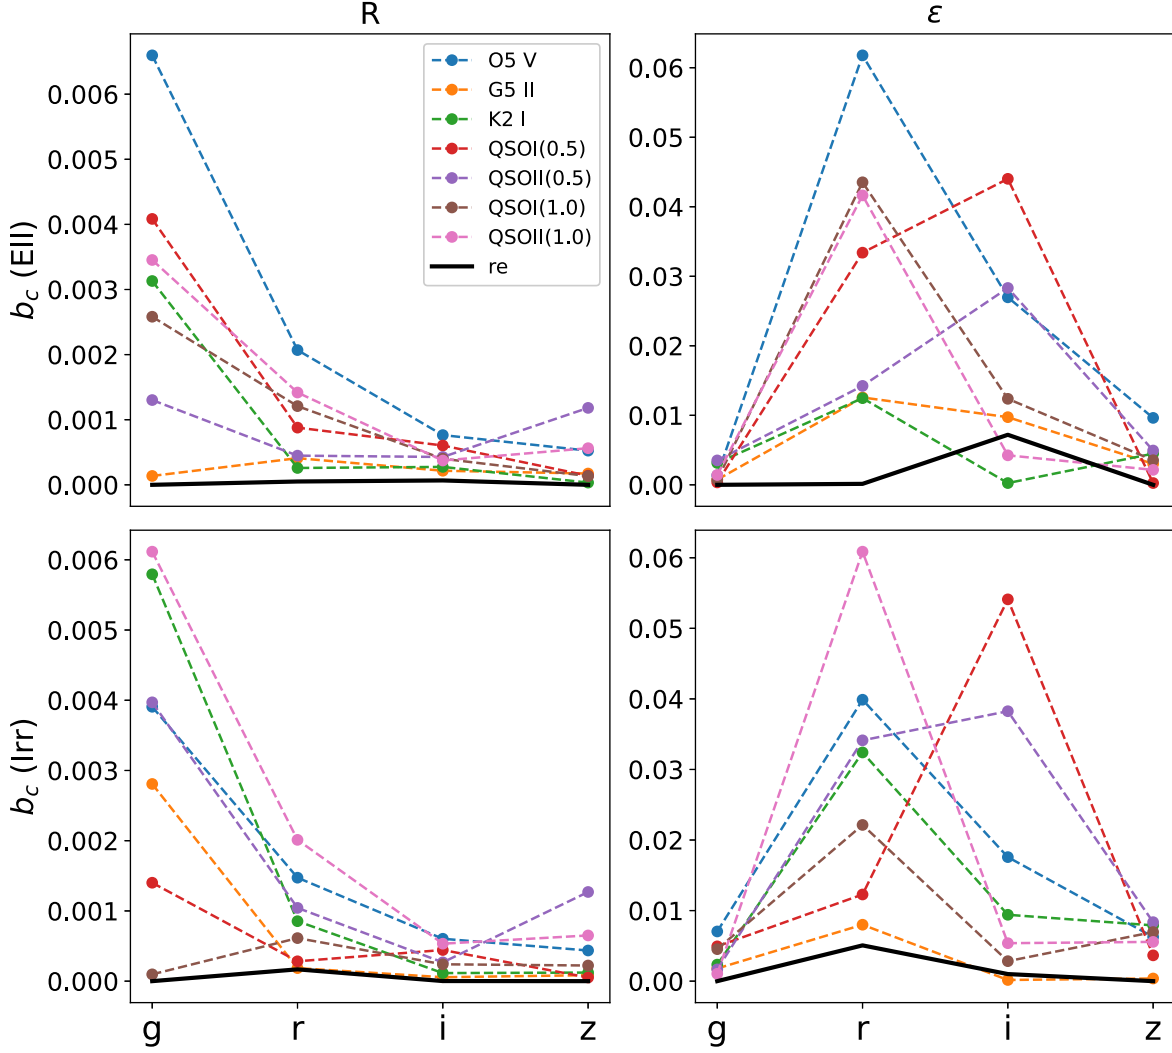 R
ε
b_c (Ell)
0.006
0.005
0.004
0.003
0.002
0.001
0.000
O5 V
G5 II
K2 I
QSOI(0.5)
QSOII(0.5)
QSOI(1.0)
QSOII(1.0)
re
0.06
0.05
0.04
0.03
0.02
0.01
0.00
b_c (Irr)
0.006
0.005
0.004
0.003
0.002
0.001
0.000
0.06
0.05
0.04
0.03
0.02
0.01
0.00
g r i z
g r i z